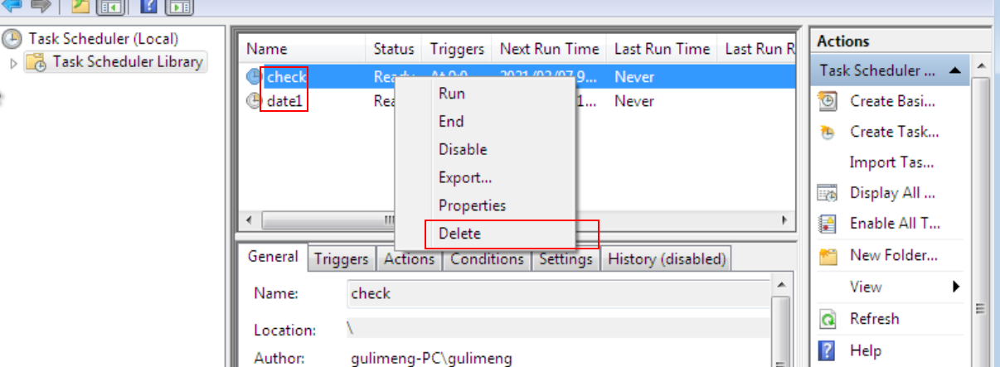 Task Scheduler (Local)
Task Scheduler Library
Name Status Triggers Next Run Time Last Run Time Last Run R
check Ready At 9:0 2021/03/07 9... Never
date1 Rea 1... Never
Run
End
Disable
Export...
Properties
Delete
General Triggers Actions Conditions Settings History (disabled)
Name: check
Location: \
Author: gulimeng-PC\gulimeng
Actions
Task Scheduler ...
Create Basi...
Create Task...
Import Tas...
Display All ...
Enable All T...
New Folder...
View
Refresh
Help